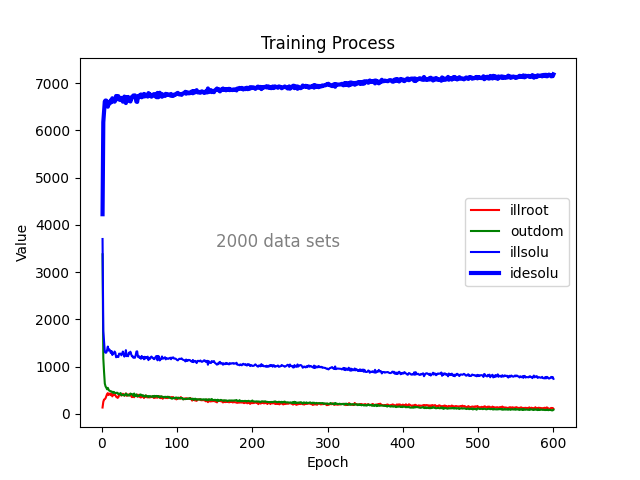 Training Process
7000
6000
5000
4000
3000
2000
1000
0
Value
2000 data sets
illroot
outdom
illsolu
idesolu
0 100 200 300 400 500 600
Epoch